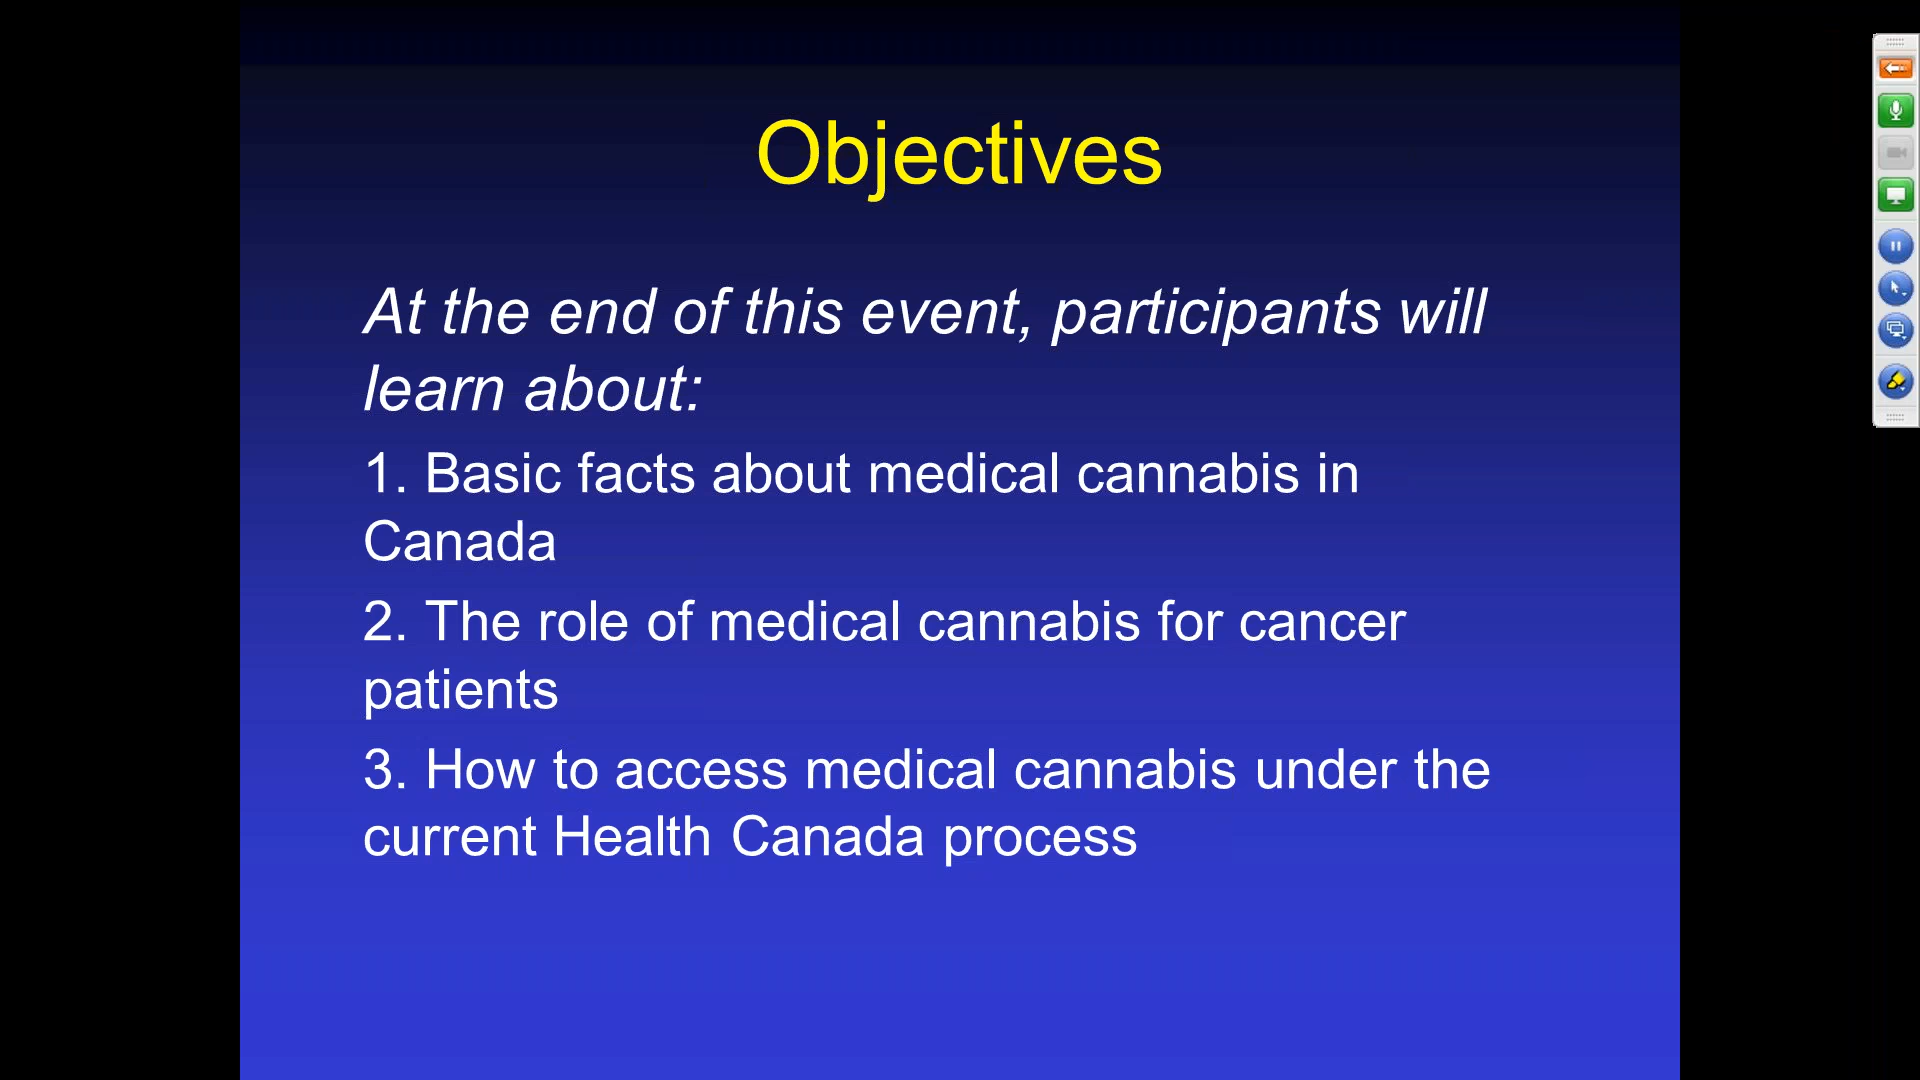 Objectives
At the end of this event, participants will
learn about:
1. Basic facts about medical cannabis in
Canada
2. The role of medical cannabis for cancer
patients
3. How to access medical cannabis under the
current Health Canada process